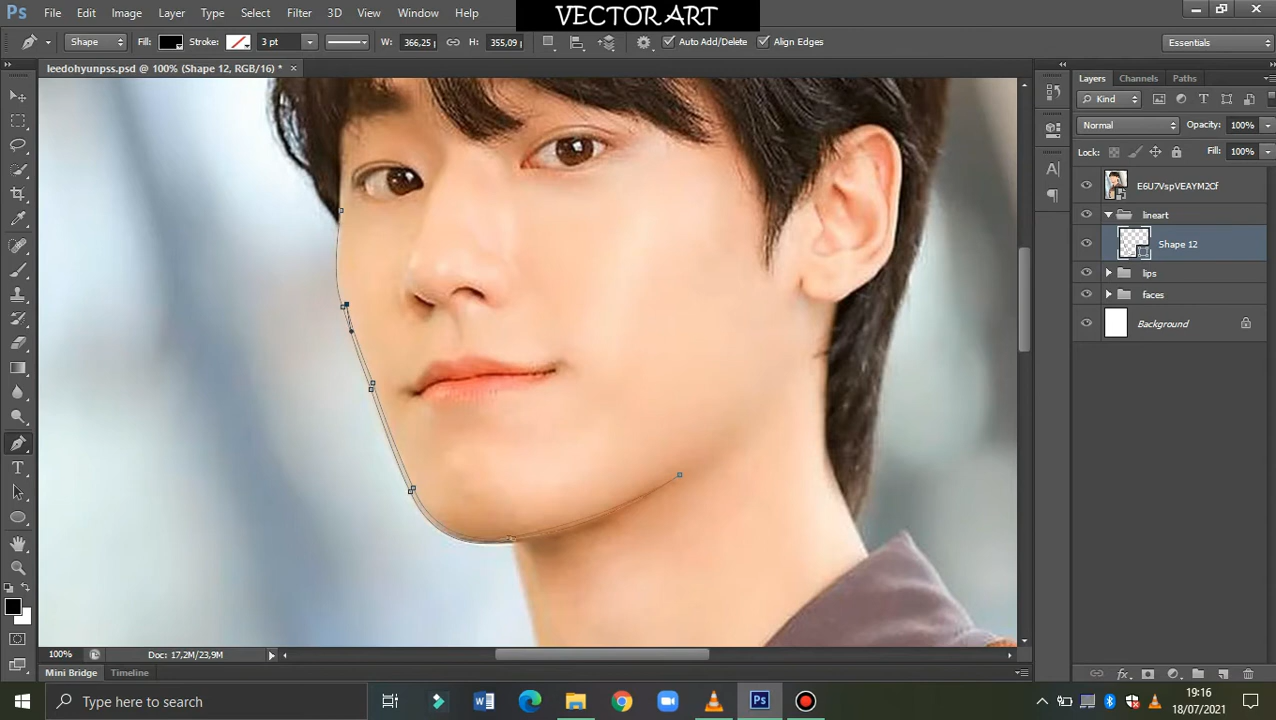 VECTOR ART
Ps File Edit Image Layer Type Select Filter 3D View Window Help
Shape Fill: Stroke: 3 pt W: 366,25 H: 355,09 Auto Add/Delete Align Edges Essentials
leedohyunpss.psd @ 100% (Shape 12, RGB/16) * ×
Layers Channels Paths
Kind
Normal Opacity: 100%
Lock: Fill: 100%
E6U7VspVEAYM2Cf
lineart
Shape 12
lips
faces
Background
100% Doc: 17,2M/23,9M
Mini Bridge Timeline
Type here to search
19:16
18/07/2021